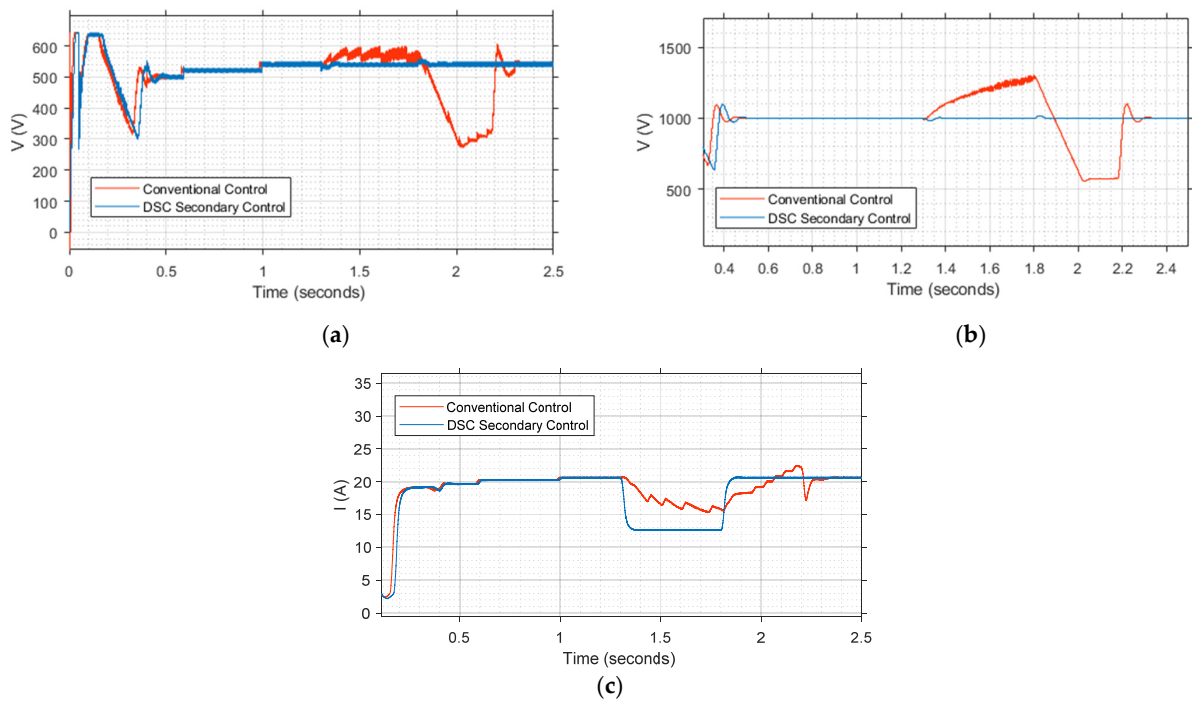 600
500
400
300
200
100
0
V (V)
Conventional Control
DSC Secondary Control
0 0.5 1 1.5 2 2.5
Time (seconds)
(a)
1500
1000
500
V (V)
Conventional Control
DSC Secondary Control
0.4 0.6 0.8 1 1.2 1.4 1.6 1.8 2 2.2 2.4
Time (seconds)
(b)
35
30
25
20
15
10
5
0
I (A)
Conventional Control
DSC Secondary Control
0.5 1 1.5 2 2.5
Time (seconds)
(c)